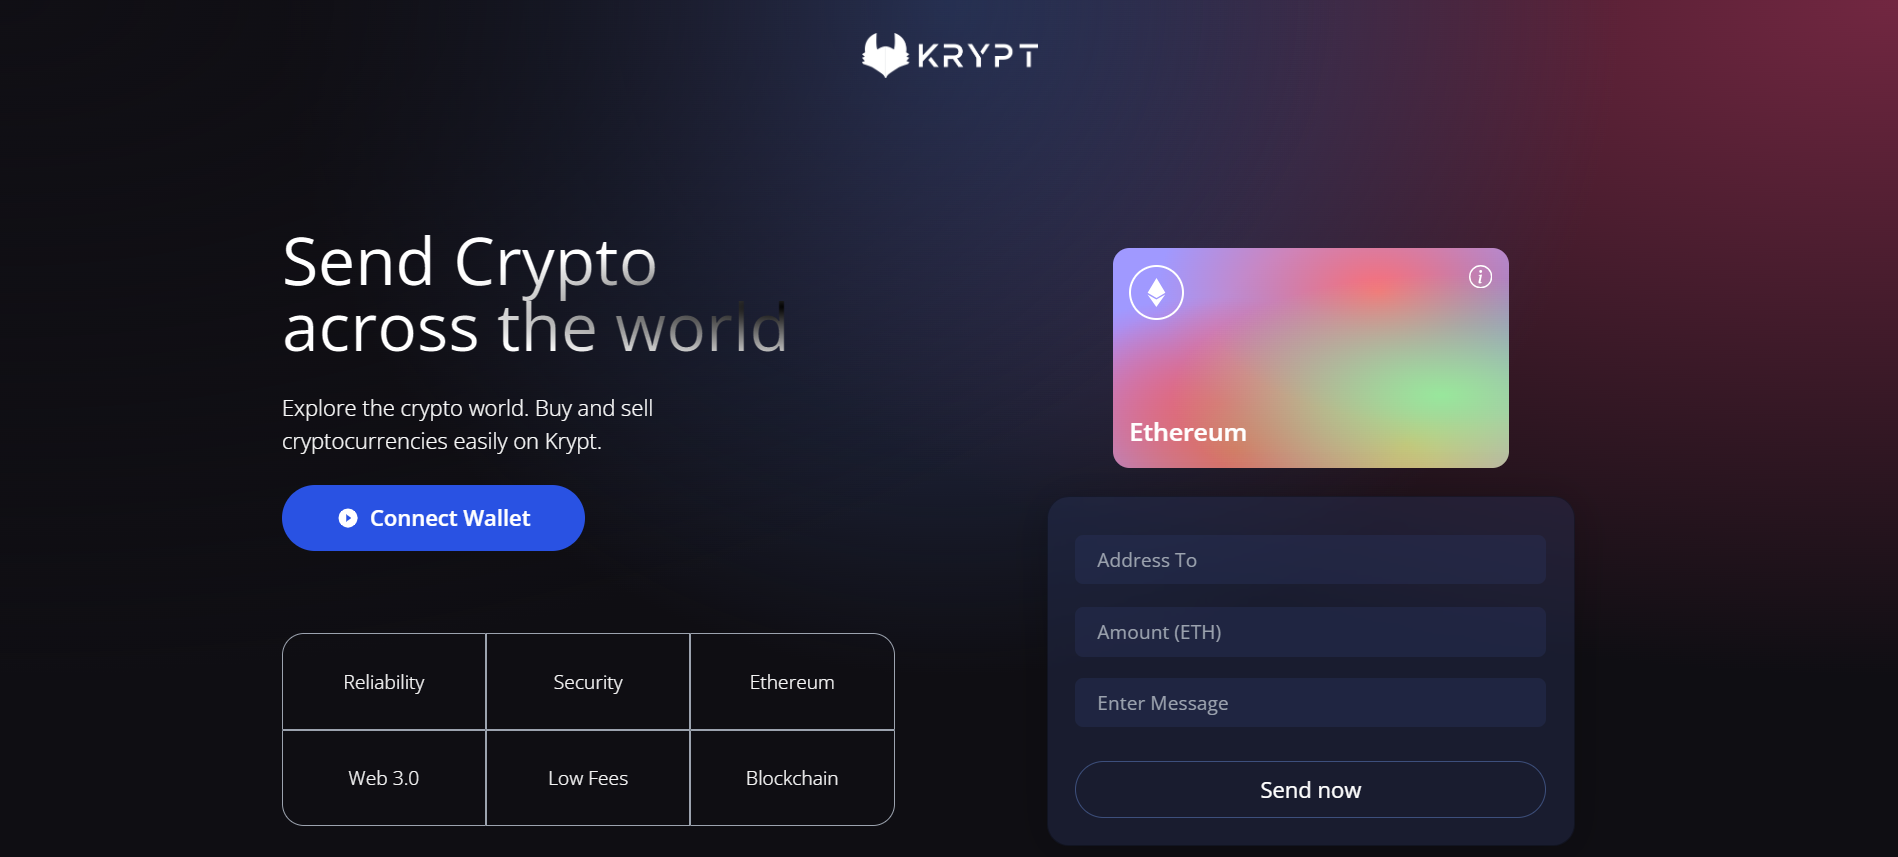 KRYPT
Send Crypto
across the world
Explore the crypto world. Buy and sell
cryptocurrencies easily on Krypt.
Connect Wallet
Reliability
Security
Ethereum
Web 3.0
Low Fees
Blockchain
i
Ethereum
Address To
Amount (ETH)
Enter Message
Send now